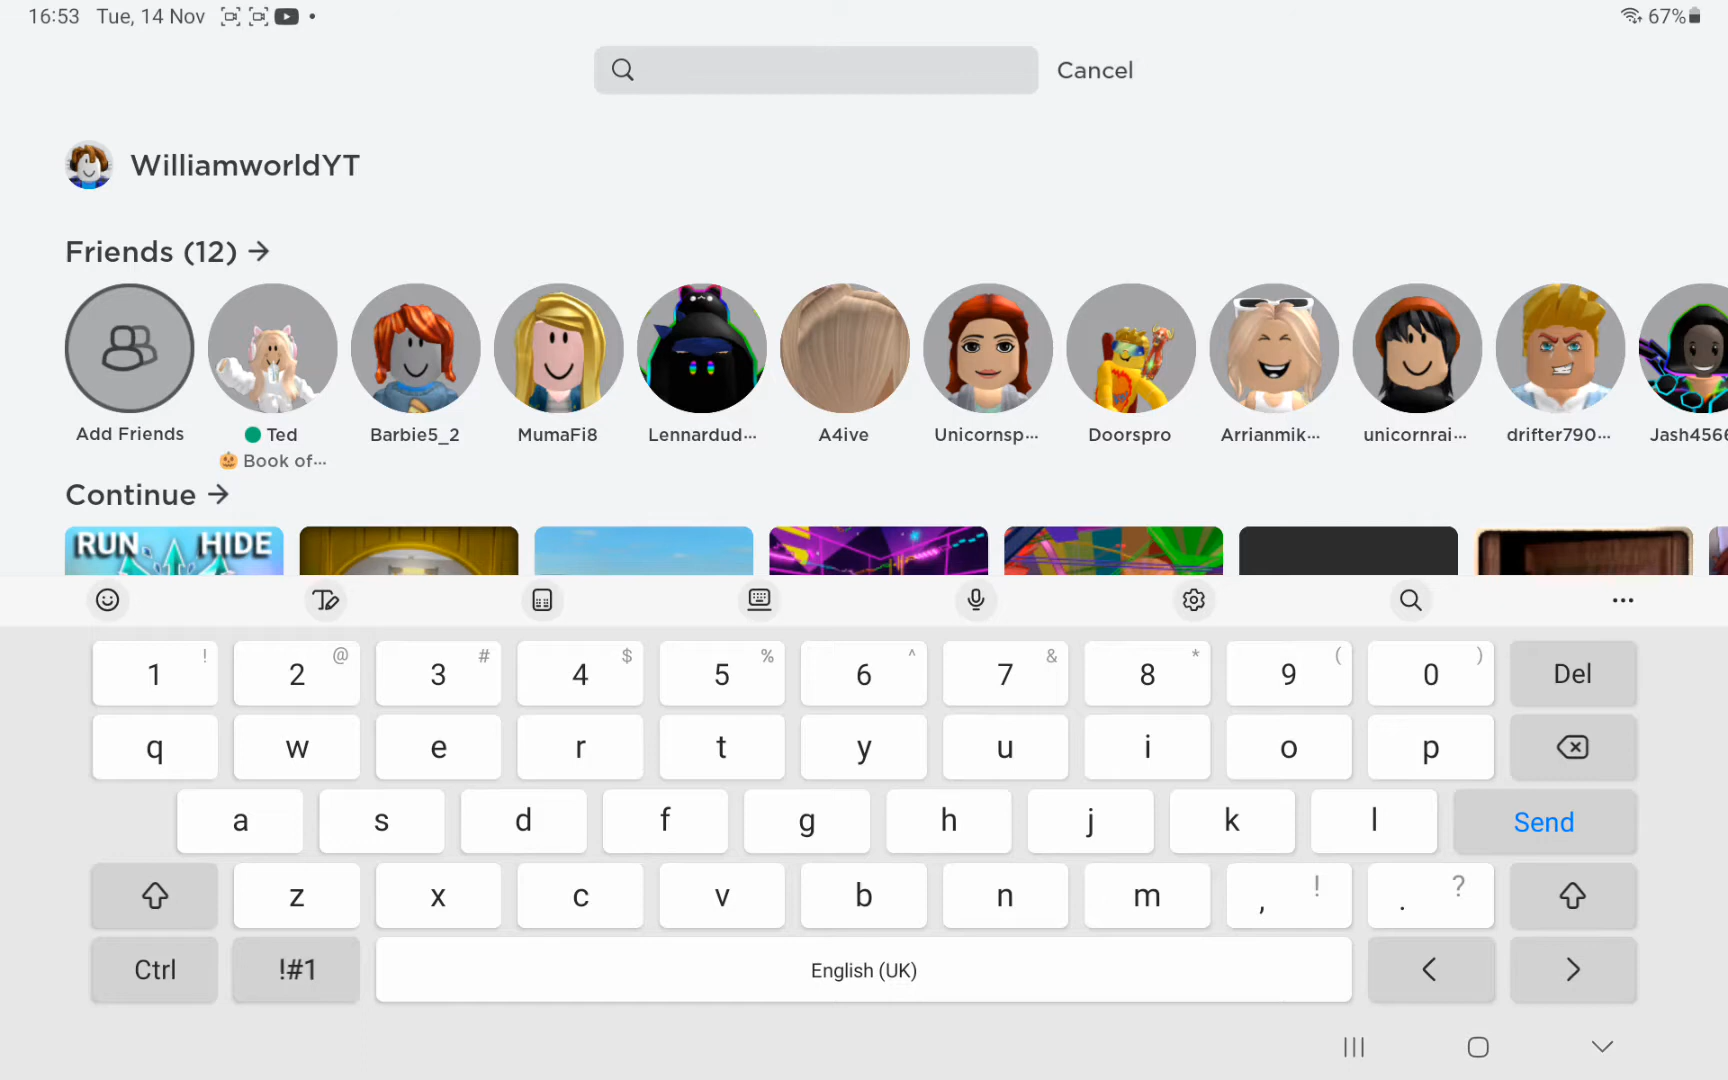 16:53 Tue, 14 Nov 67%
Cancel
WilliamworldYT
Friends (12) →
Add Friends Ted Barbie5_2 MumaFi8 Lennardud... A4ive Unicornsp... Doorspro Arrianmik... unicornrai... drifter790... Jash4566
🎃 Book of...
Continue →
RUN HIDE
1 ! 2 @ 3 # 4 $ 5 % 6 ^ 7 & 8 * 9 ( 0 ) Del
q w e r t y u i o p
a s d f g h j k l Send
z x c v b n m , ! . ?
Ctrl !#1 English (UK) < >